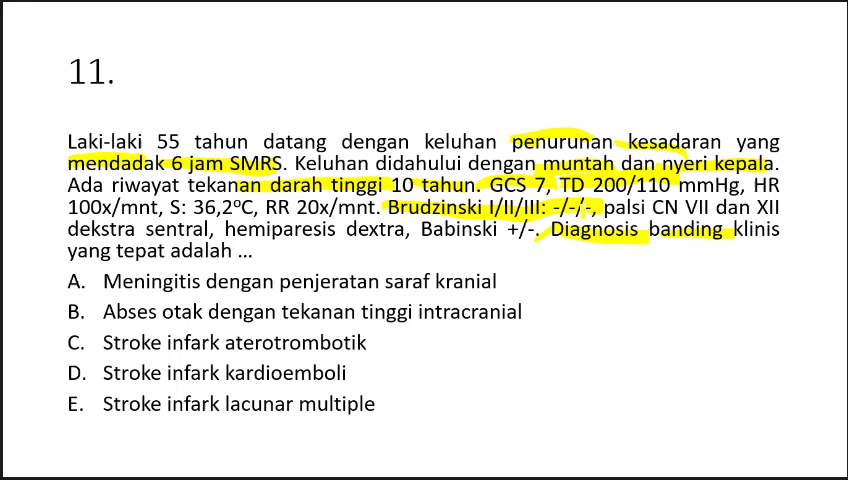 11.
Laki-laki 55 tahun datang dengan keluhan penurunan kesadaran yang
mendadak 6 jam SMRS. Keluhan didahului dengan muntah dan nyeri kepala.
Ada riwayat tekanan darah tinggi 10 tahun. GCS 7, TD 200/110 mmHg, HR
100x/mnt, S: 36,2ºC, RR 20x/mnt. Brudzinski I/II/III: -/-/-, palsi CN VII dan XII
dekstra sentral, hemiparesis dextra, Babinski +/-. Diagnosis banding klinis
yang tepat adalah ...
A. Meningitis dengan penjeratan saraf kranial
B. Abses otak dengan tekanan tinggi intracranial
C. Stroke infark aterotrombotik
D. Stroke infark kardioemboli
E. Stroke infark lacunar multiple